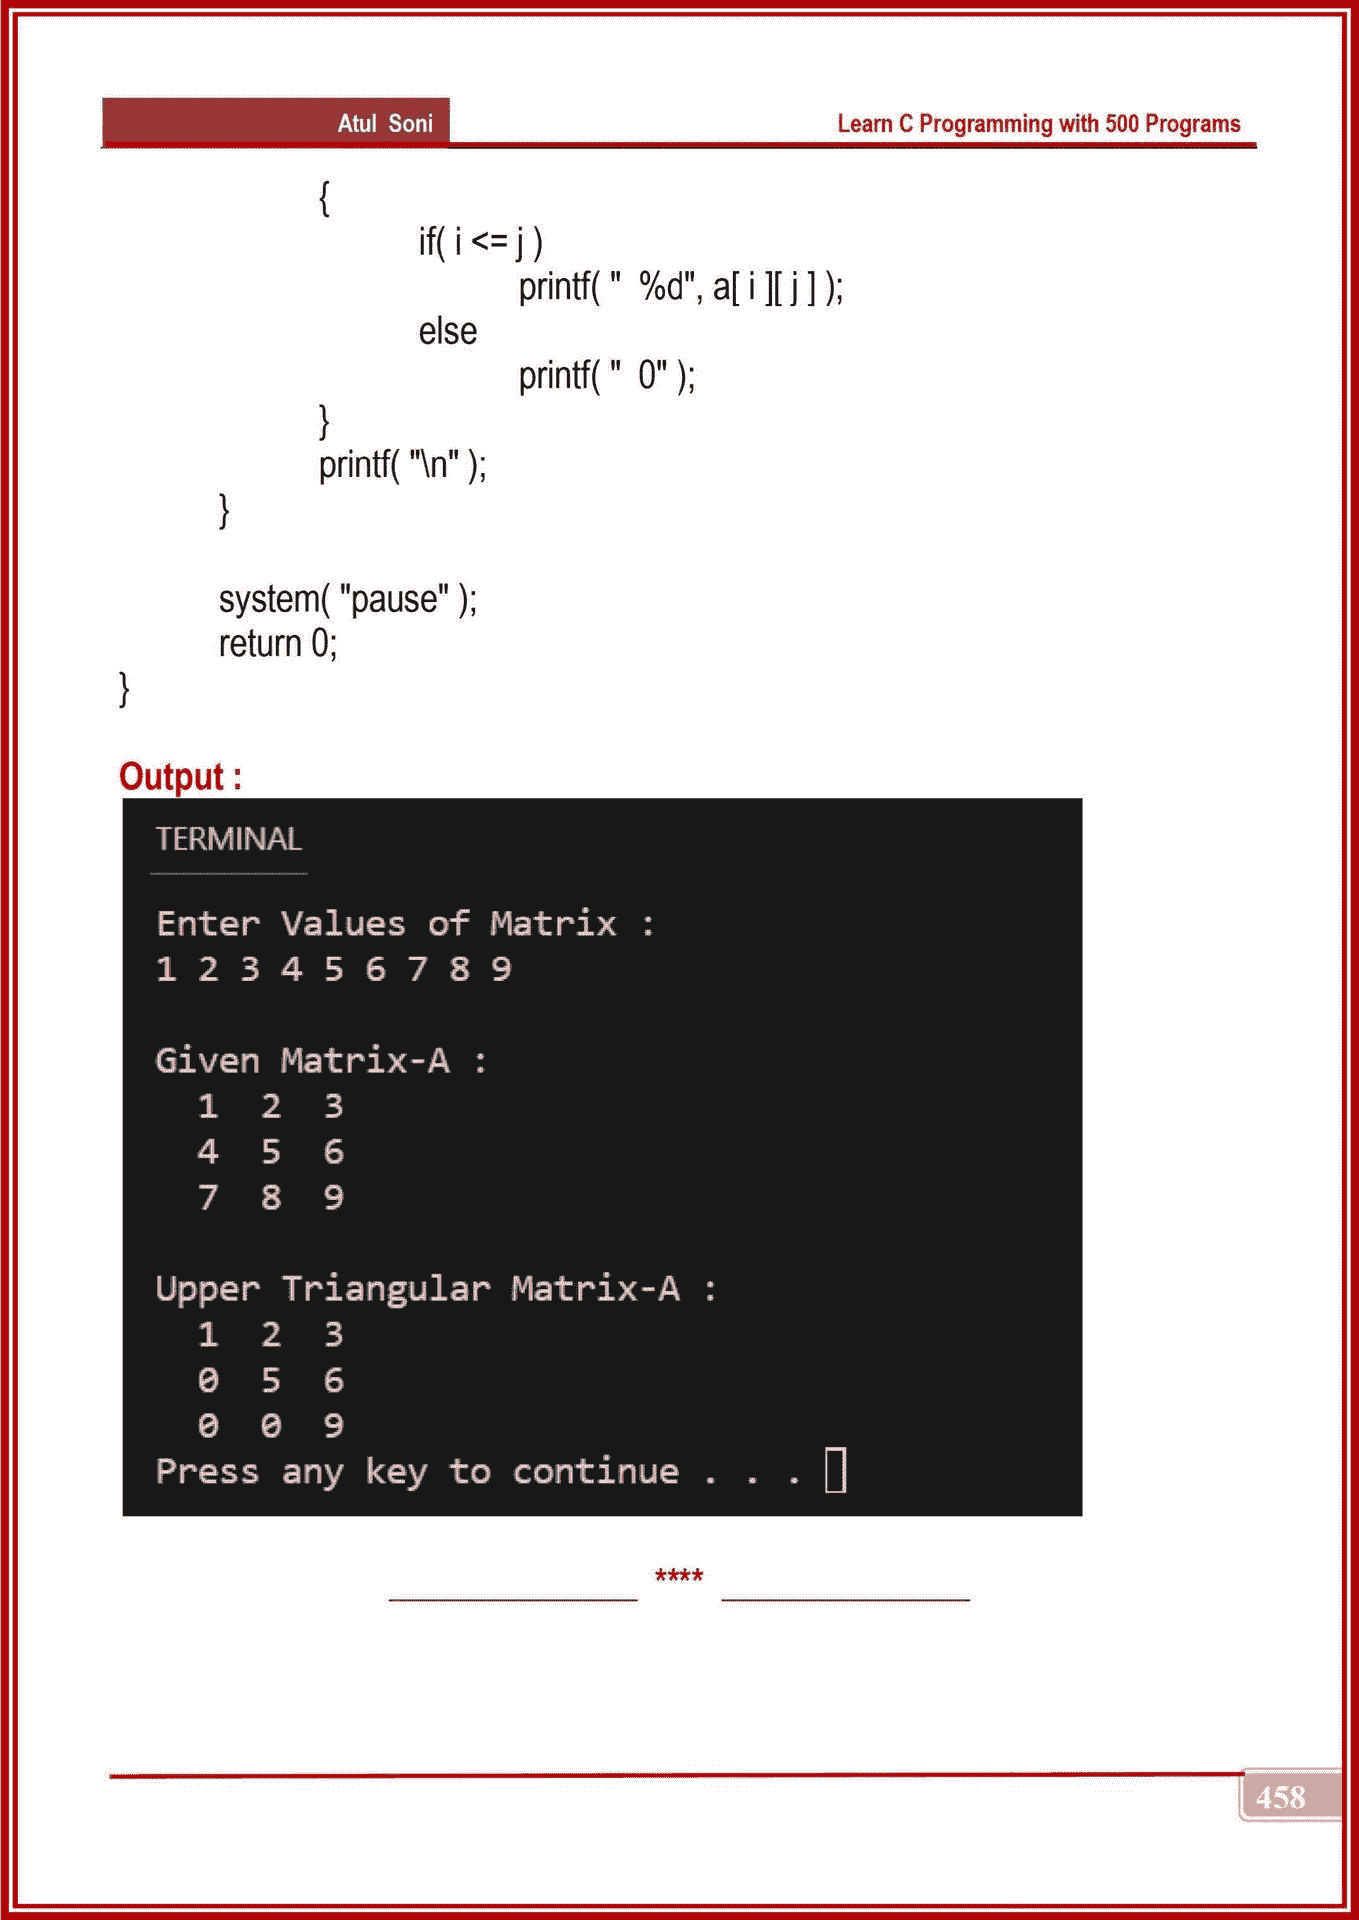 Atul  Soni
Learn C Programming with 500 Programs
{
if( i <= j )
printf( "  %d", a[ i ][ j ] );
else
printf( "  0" );
}
printf( "\n" );
}
system( "pause" );
return 0;
}
Output :
TERMINAL
Enter Values of Matrix :
1 2 3 4 5 6 7 8 9
Given Matrix-A :
1  2  3
4  5  6
7  8  9
Upper Triangular Matrix-A :
1  2  3
0  5  6
0  0  9
Press any key to continue . . .
****
458